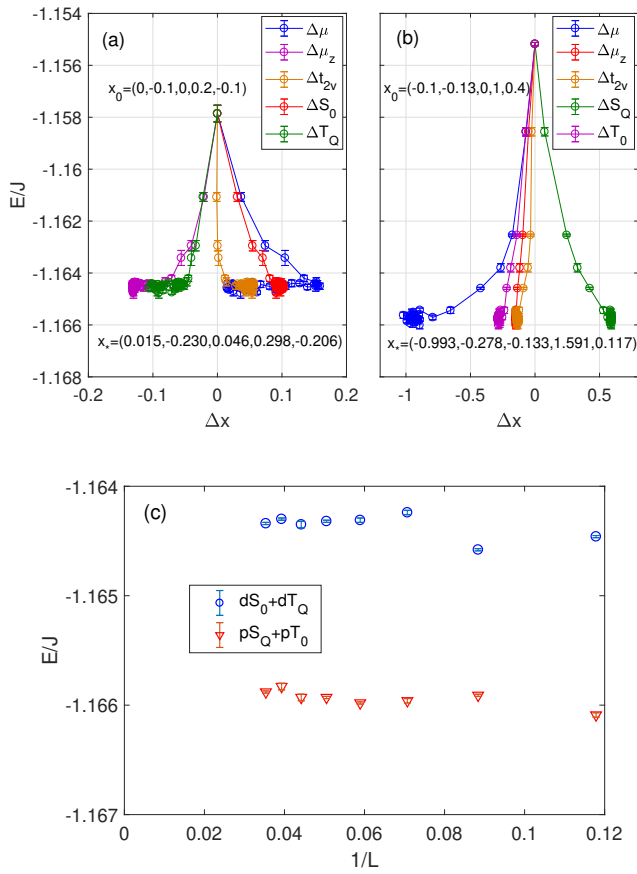 (a)
Δμ
Δμz
Δt2v
ΔS0
ΔTQ
x0=(0,-0.1,0,0.2,-0.1)
x*=(0.015,-0.230,0.046,0.298,-0.206)
-1.154
-1.156
-1.158
-1.16
-1.162
-1.164
-1.166
-1.168
E/J
-0.2
-0.1
0
0.1
0.2
Δx
(b)
Δμ
Δμz
Δt2v
ΔSQ
ΔT0
x0=(-0.1,-0.13,0,1,0.4)
x*=(-0.993,-0.278,-0.133,1.591,0.117)
-1
-0.5
0
0.5
Δx
(c)
-1.164
-1.165
-1.166
-1.167
E/J
dS0+dTQ
pSQ+pT0
0
0.02
0.04
0.06
0.08
0.1
0.12
1/L